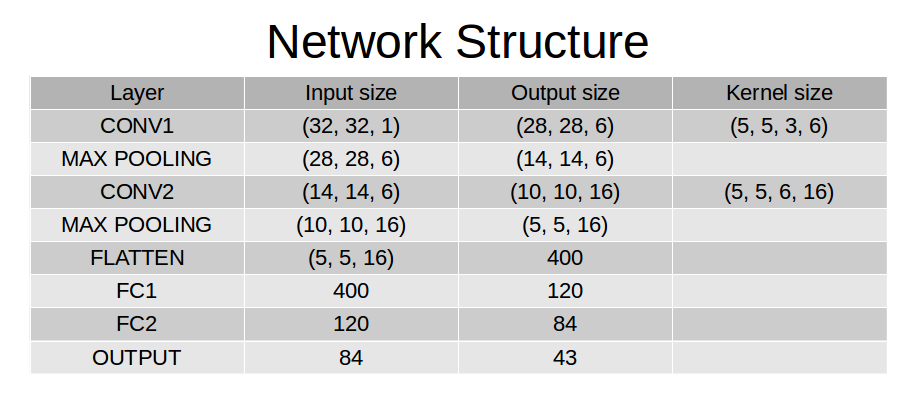 Network Structure
Layer Input size Output size Kernel size
CONV1 (32, 32, 1) (28, 28, 6) (5, 5, 3, 6)
MAX POOLING (28, 28, 6) (14, 14, 6)
CONV2 (14, 14, 6) (10, 10, 16) (5, 5, 6, 16)
MAX POOLING (10, 10, 16) (5, 5, 16)
FLATTEN (5, 5, 16) 400
FC1 400 120
FC2 120 84
OUTPUT 84 43